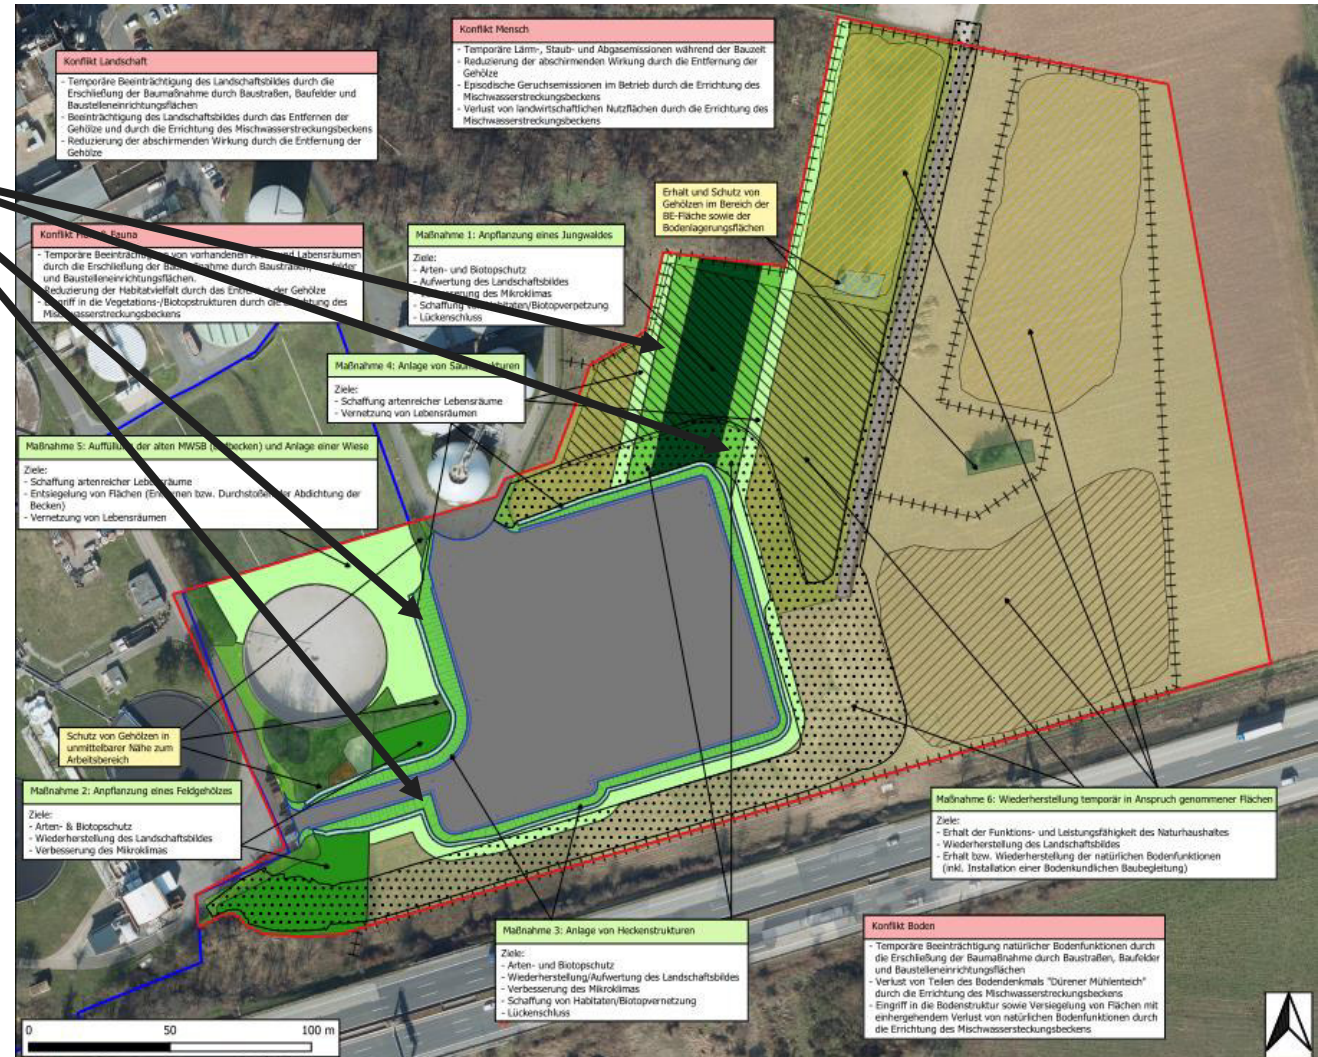 Konflikt Landschaft
- Temporäre Beeinträchtigung des Landschaftsbildes durch die
Erschließung der Baumaßnahme durch Baustraßen, Baufelder und
Baustelleneinrichtungsflächen
- Beeinträchtigung des Landschaftsbildes durch das Entfernen der
Gehölze und durch die Errichtung des Mischwasserstreckungsbeckens
- Reduzierung der abschirmenden Wirkung durch die Entfernung der
Gehölze
Konflikt Mensch
- Temporäre Lärm-, Staub- und Abgasemissionen während der Bauzeit
- Reduzierung der abschirmenden Wirkung durch die Entfernung der
Gehölze
- Episodische Geruchsemissionen im Betrieb durch die Errichtung des
Mischwasserstreckungsbeckens
- Verlust von landwirtschaftlichen Nutzflächen durch die Errichtung des
Mischwasserstreckungsbeckens
Erhalt und Schutz von
Gehölzen im Bereich der
BE-Fläche sowie der
Bodenlagerungsflächen
Konflikt Fauna
- Temporäre Beeinträchtigung von vorhandenen und Labensräumen
durch die Erschließung der durch Baustraßen,
und Baustelleneinrichtungsflächen.
Reduzierung der Habitatvielfalt durch das der Gehölze
in die Vegetations-/Biotopstrukturen durch die des
Mischwasserstreckungsbeckens
Maßnahme 1: Anpflanzung eines Jungwaldes
Ziele:
- Arten- und Biotopschutz
- Aufwertung des Landschaftsbildes
des Mikroklimas
- Schaffung
- Lückenschluss
Maßnahme 4: Anlage von
Ziele:
- Schaffung artenreicher Lebensräume
- Vernetzung von Lebensräumen
Maßnahme 5: Auffüllung der alten MWSB und Anlage einer Wiese
Ziele:
- Schaffung artenreicher
- Entsiegelung von Flächen bzw. Durchstoßen Abdichtung der
Becken)
- Vernetzung von Lebensräumen
Schutz von Gehölzen in
unmittelbarer Nähe zum
Arbeitsbereich
Maßnahme 2: Anpflanzung eines Feldgehölzes
Ziele:
- Arten- & Biotopschutz
- Wiederherstellung des Landschaftsbildes
- Verbesserung des Mikroklimas
Maßnahme 6: Wiederherstellung temporär in Anspruch genommener Flächen
Ziele:
- Erhalt der Funktions- und Leistungsfähigkeit des Naturhaushaltes
- Wiederherstellung des Landschaftsbildes
- Erhalt bzw. Wiederherstellung der natürlichen Bodenfunktionen
(inkl. Installation einer Bodenkundlichen Baubegleitung)
Maßnahme 3: Anlage von Heckenstrukturen
Ziele:
- Arten- und Biotopschutz
- Wiederherstellung/Aufwertung des Landschaftsbildes
- Verbesserung des Mikroklimas
- Schaffung von Habitaten/Biotopvernetzung
- Lückenschluss
Konflikt Boden
- Temporäre Beeinträchtigung natürlicher Bodenfunktionen durch
die Erschließung der Baumaßnahme durch Baustraßen, Baufelder
und Baustelleneinrichtungsflächen
- Verlust von Teilen des Bodendenkmals "Dürener Mühlenteich"
durch die Errichtung des Mischwasserstreckungsbeckens
- Eingriff in die Bodenstruktur sowie Versiegelung von Flächen mit
einhergehendem Verlust von natürlichen Bodenfunktionen durch
die Errichtung des Mischwassersteckungsbeckens
0 50 100 m